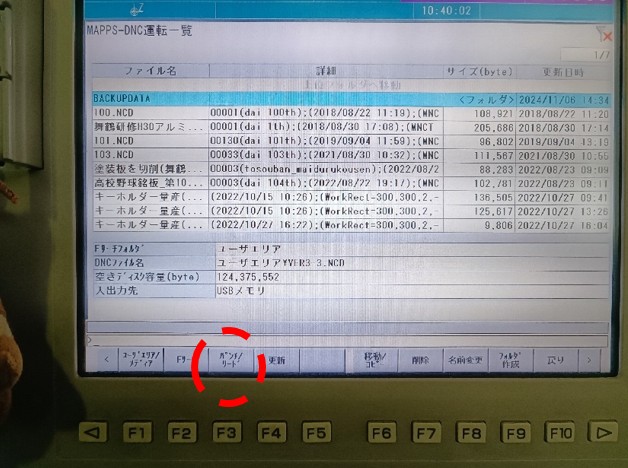 10:40:02
MAPPS-DNC運転一覧
1/7
ファイル名 詳細 サイズ(byte) 更新日時
上位フォルダへ移動
BACKUPDATA <フォルダ> 2024/11/06 14:34
100.NCD 00001(dai 100th);(2018/08/22 11:19);(WNC 108,921 2018/08/22 11:20
舞鶴研修H30アルミ... 00001(dai 1th);(2018/08/30 17:08);(WNCT 205,686 2018/08/30 17:14
101.NCD 00130(dai 101th);(2019/09/04 11:59);(WNC 96,802 2019/09/04 13:19
103.NCD 00033(dai 103th);(2021/08/30 10:32);(WNC 111,567 2021/08/30 10:55
塗装板を切削(舞鶴... 00003(tosouban_maidurukousen);(2022/08/2 88,283 2022/08/23 09:09
高校野球銘板_第10... 00003(dai 104th);(2022/08/22 19:17);(WNC 102,781 2022/08/23 09:11
キーホルダー量産(... (2022/10/15 10:26);(WorkRect-300,300,2,- 136,505 2022/10/27 09:41
キーホルダー量産(... (2022/10/15 10:26);(WorkRect=300,300,2,- 125,617 2022/10/27 13:26
キーホルダー量産(... (2022/10/27 16:22);(WorkRect=300,300,2,- 9,806 2022/10/27 16:04
ﾜｰｸﾌｫﾙﾀﾞ ユーザエリア
DNCﾌｧｲﾙ名 ユーザエリア¥YVER3-3.NCD
空きﾃﾞｨｽｸ容量(byte) 124,375,552
入出力先 USBメモリ
< ﾕｰｻﾞｴﾘｱ/ﾒﾃﾞｨｱ ﾊﾟﾝﾁ/ﾘｰﾄﾞ 更新 移動/ｺﾋﾟｰ 削除 名前変更 ﾌｫﾙﾀﾞ作成 戻り >
F1 F2 F3 F4 F5 F6 F7 F8 F9 F10